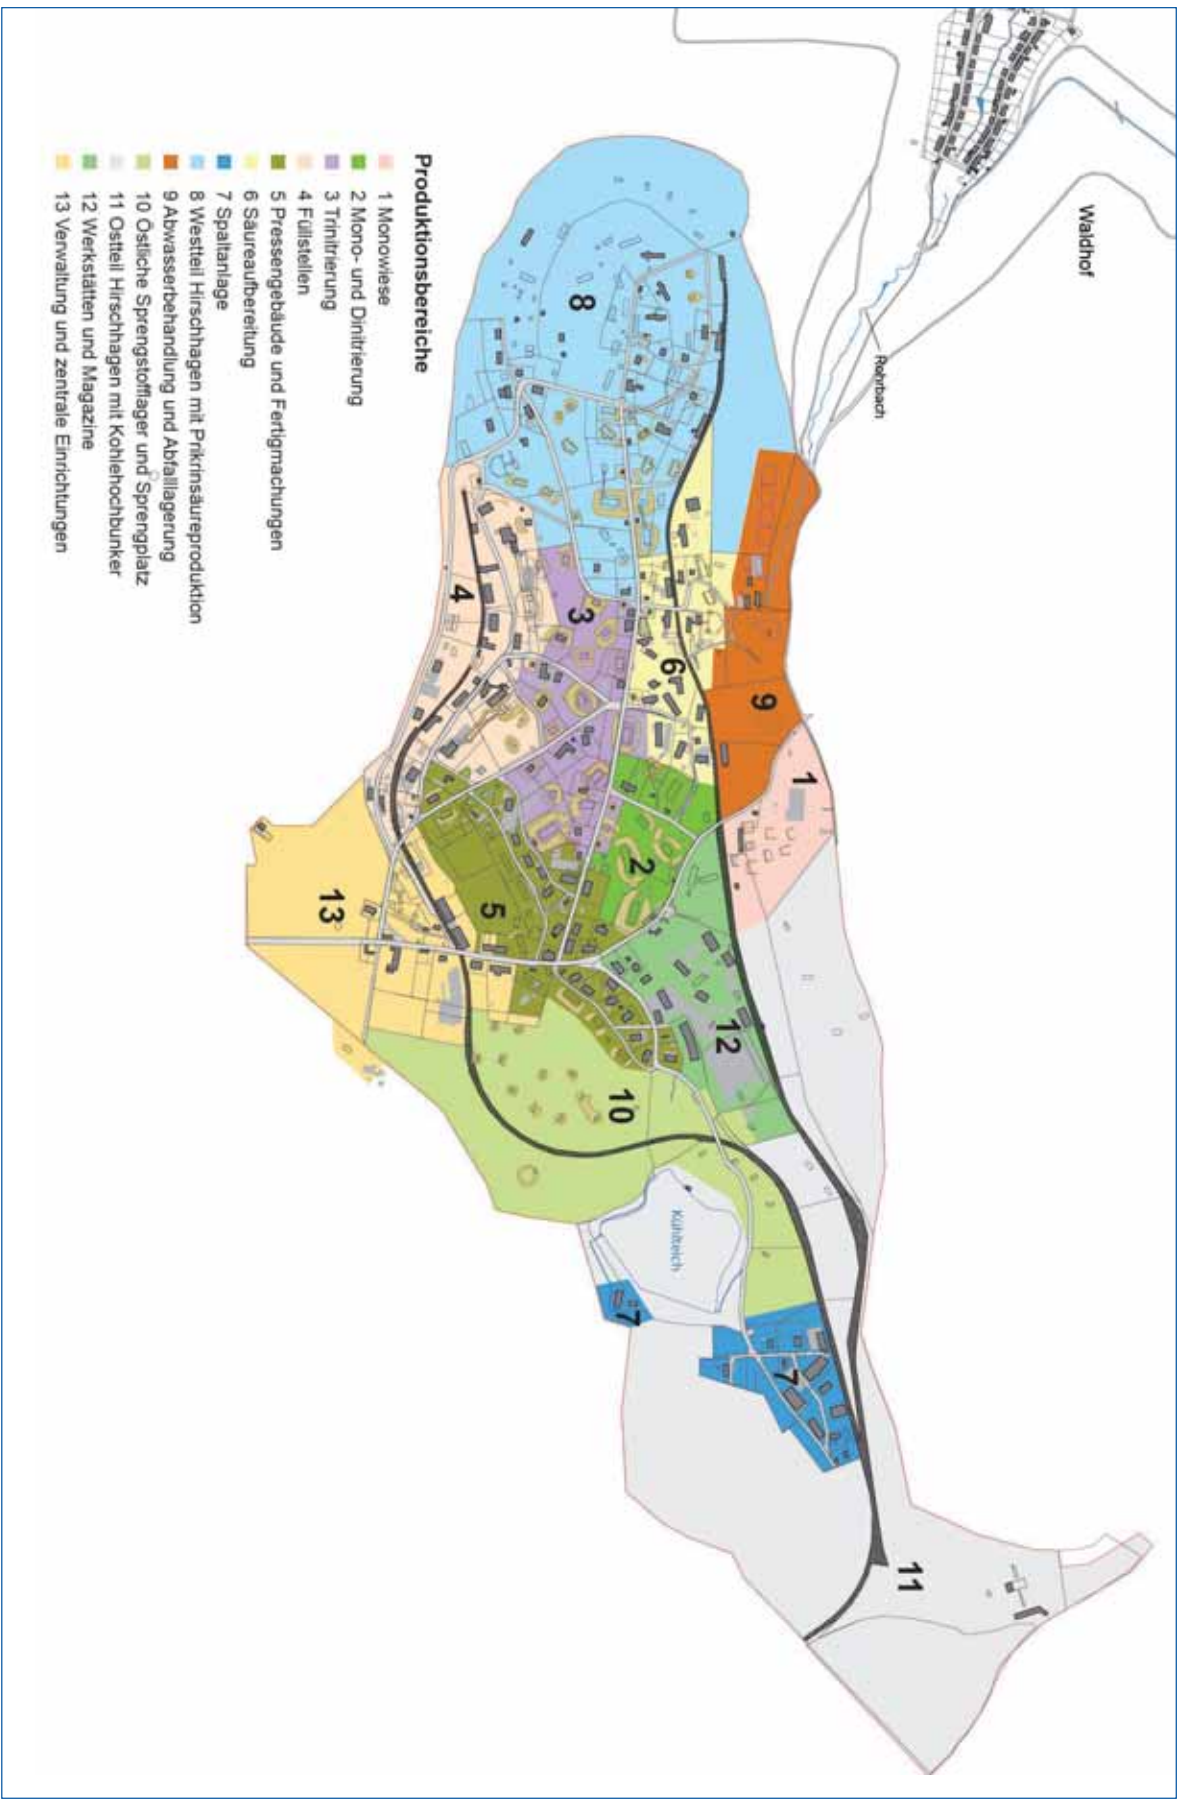 Waldhof
Rohrbach
Kühlteich
1
2
3
4
5
6
7
7
8
9
10
11
12
13
Produktionsbereiche
1 Monowiese
2 Mono- und Dinitrierung
3 Trinitrierung
4 Füllstellen
5 Pressengebäude und Fertigmachungen
6 Säureaufbereitung
7 Spaltanlage
8 Westteil Hirschhagen mit Prikrinsäureproduktion
9 Abwasserbehandlung und Abfalllagerung
10 Östliche Sprengstofflager und Sprengplatz
11 Ostteil Hirschhagen mit Kohlehochbunker
12 Werkstätten und Magazine
13 Verwaltung und zentrale Einrichtungen